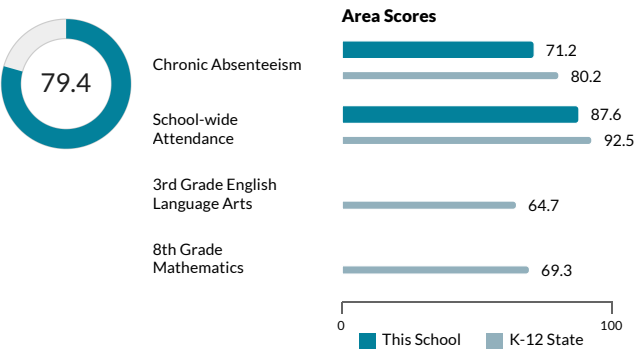 Area Scores
79.4
Chronic Absenteeism
71.2
80.2
School-wide
Attendance
87.6
92.5
3rd Grade English
Language Arts
64.7
8th Grade
Mathematics
69.3
0
100
This School
K-12 State